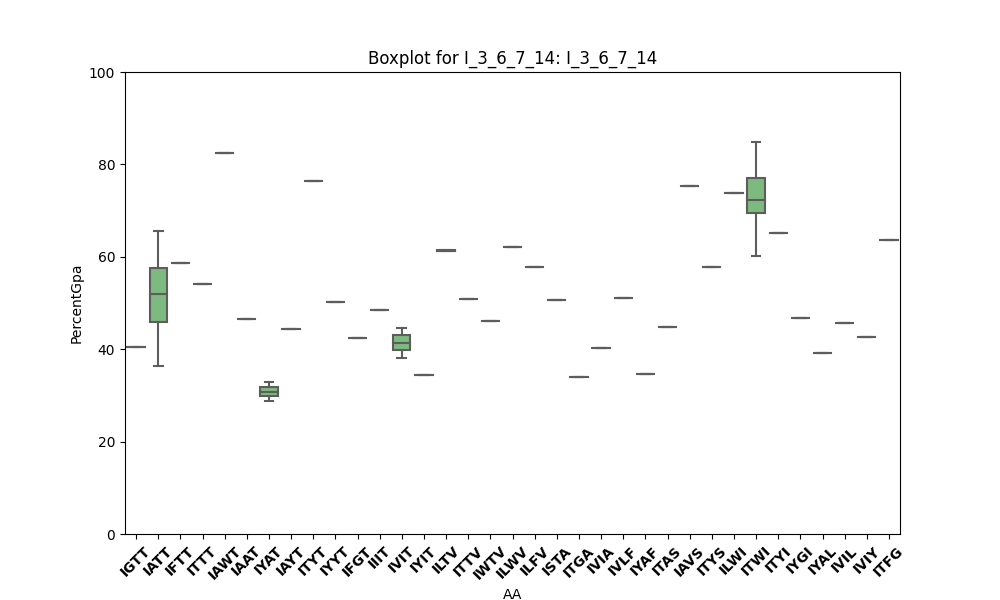 Boxplot for I_3_6_7_14: I_3_6_7_14
100
80
60
40
20
0
PercentGpa
IGTT IATT IFTT ITTT IAWT IAAT IYAT IAYT ITYT IYYT IFGT IIIT IVIT IYIT ILTV ITTV IWTV ILWV ILFV ISTA ITGA IVIA IVLF IYAF ITAS IAVS ITYS ILWI ITWI ITYI IYGI IYAL IVIL IVIY ITFG
AA